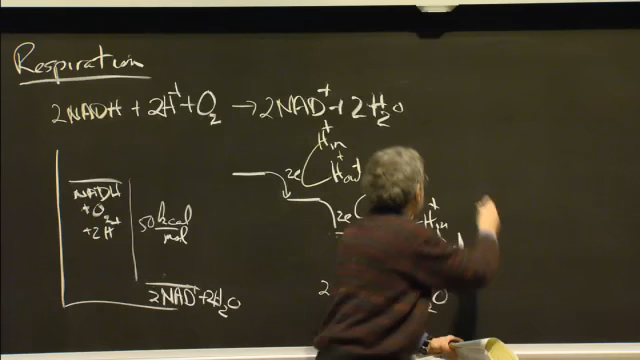 Respiration
2NADH + 2H⁺ + O₂ → 2NAD⁺ + 2H₂O
H⁺in
2e
H⁺out
NADH
+O₂
+2H⁺
50 kcal/mol
2e
H⁺in
2NAD⁺ + 2H₂O
2
O
2